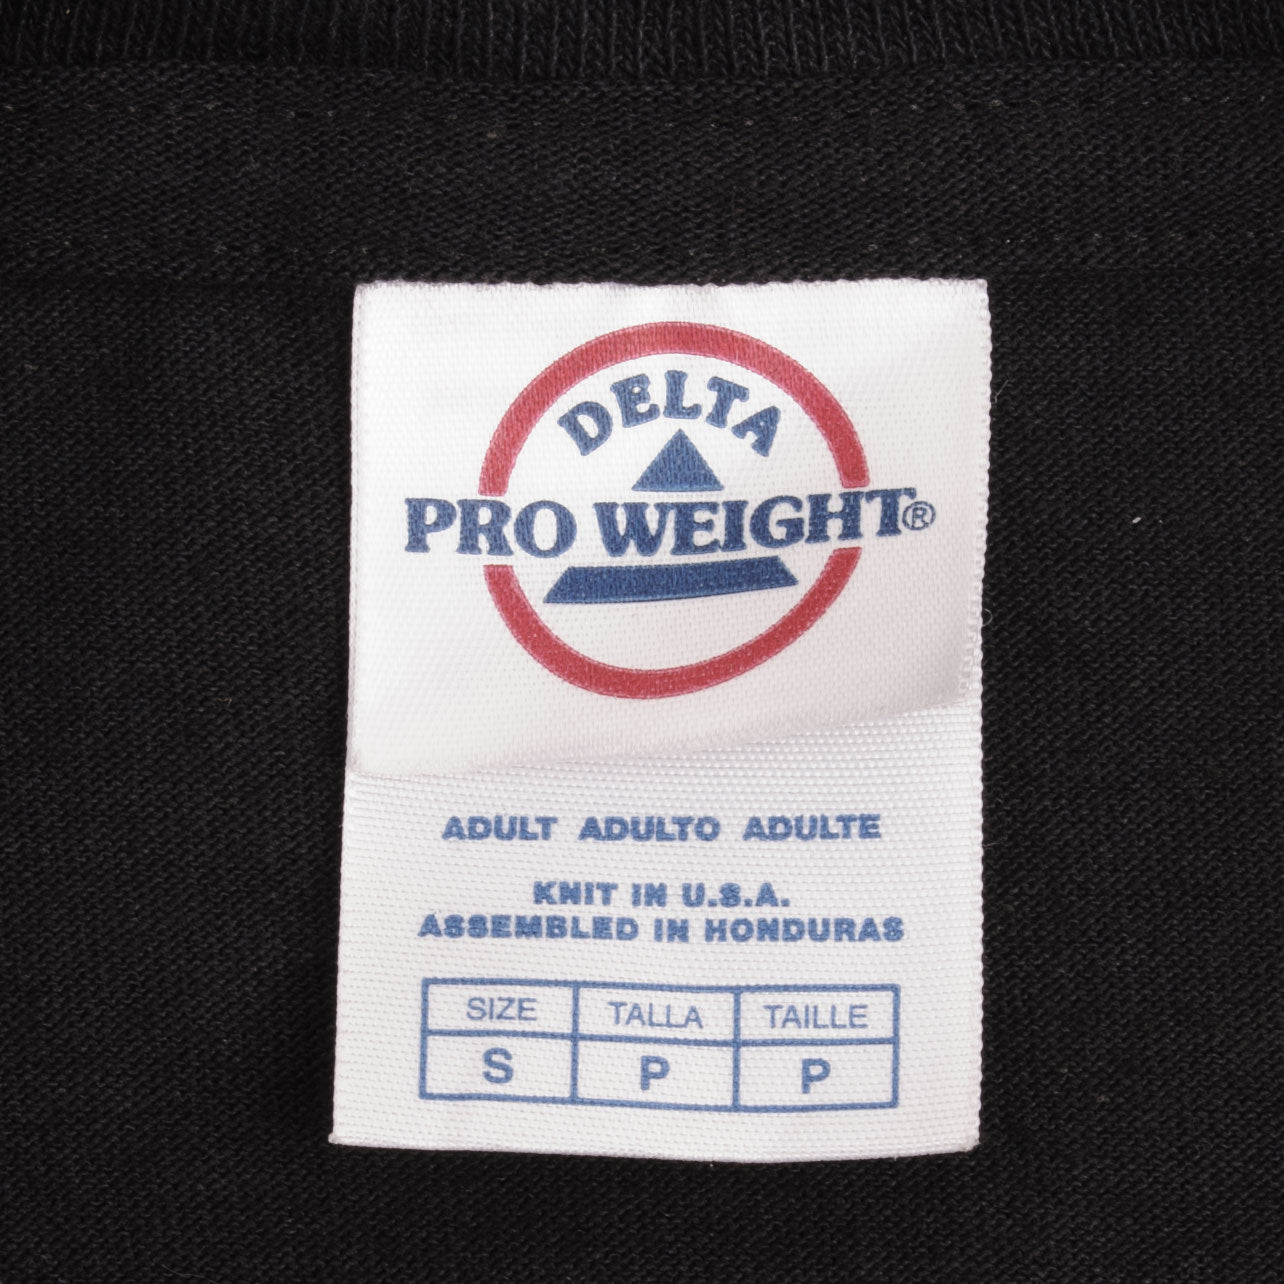 DELTA
PRO WEIGHT®
ADULT ADULTO ADULTE
KNIT IN U.S.A.
ASSEMBLED IN HONDURAS
SIZE TALLA TAILLE
S P P